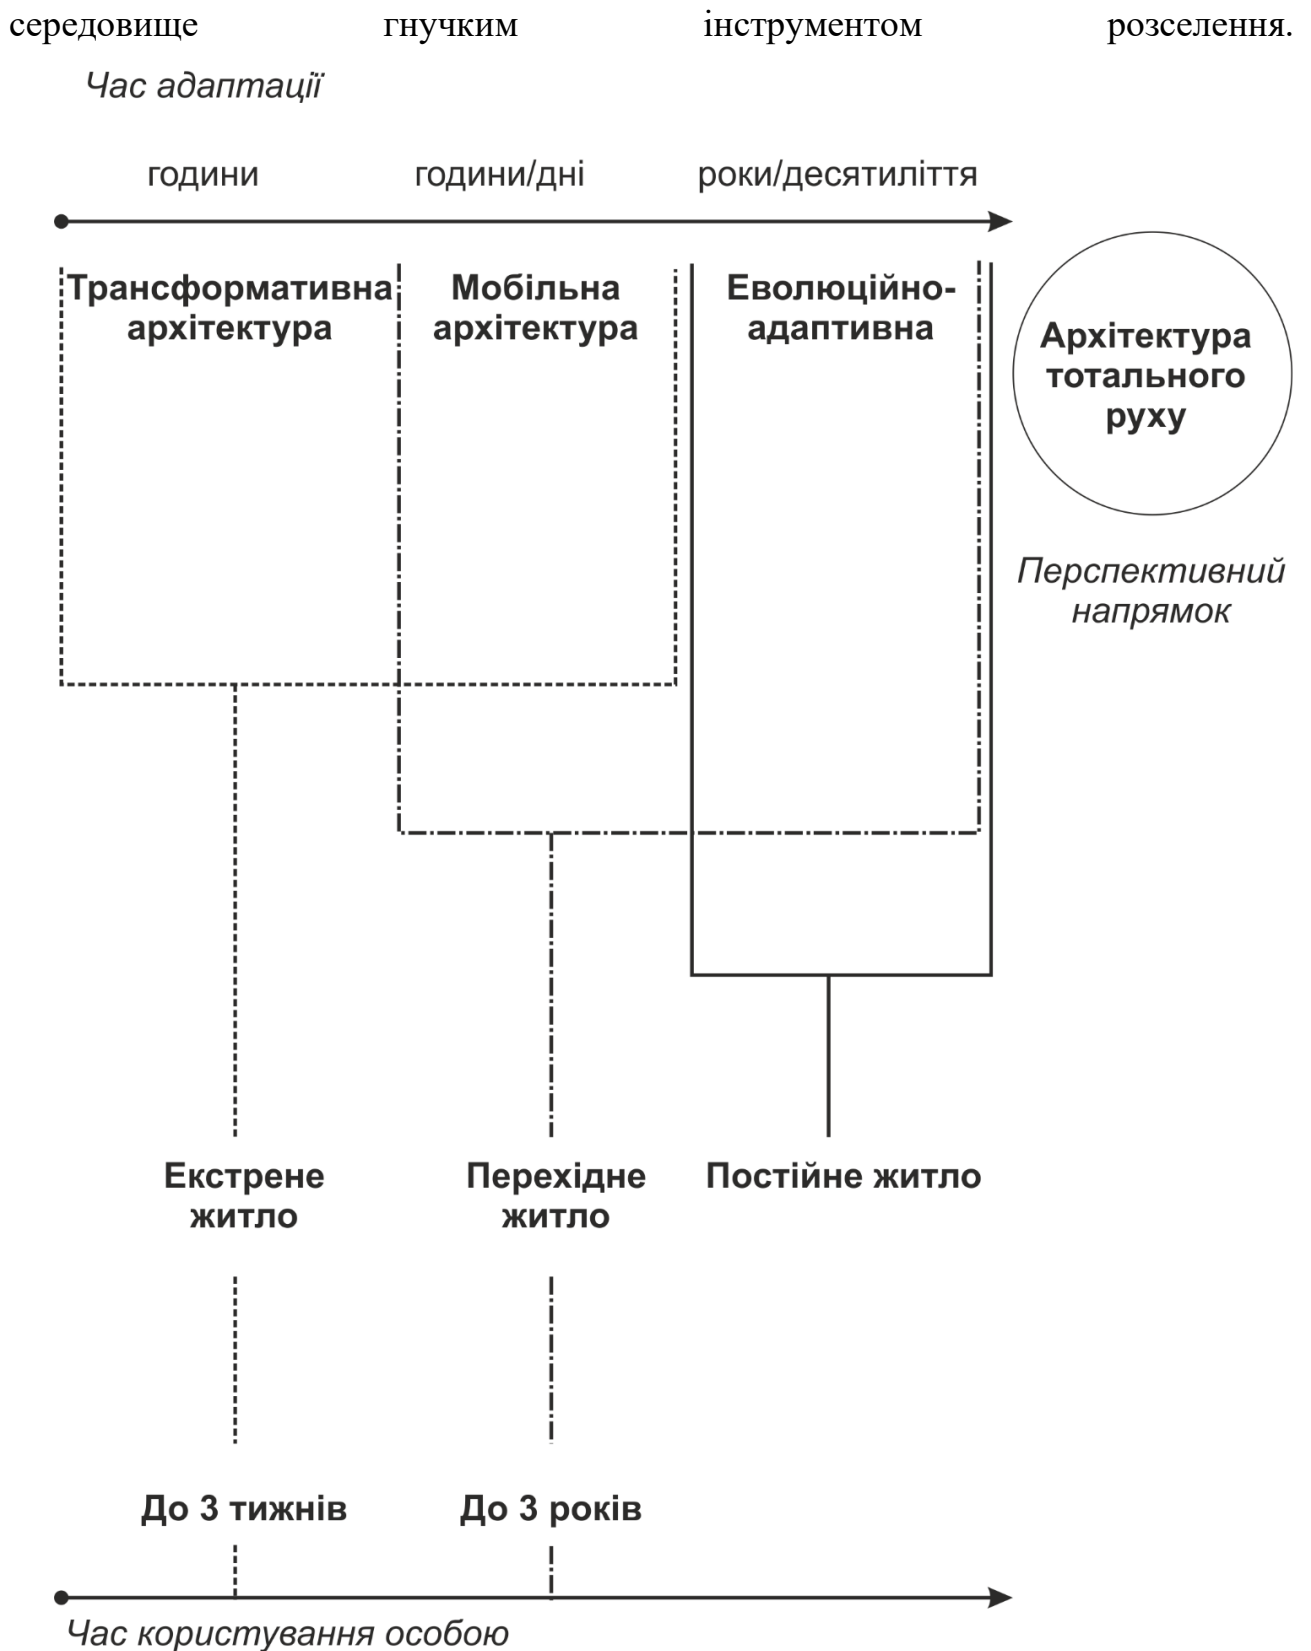 середовище гнучким інструментом розселення.
Час адаптації
години години/дні роки/десятиліття
Трансформативна
архітектура
Мобільна
архітектура
Еволюційно-
адаптивна
Архітектура
тотального
руху
Перспективний
напрямок
Екстрене
житло
Перехідне
житло
Постійне житло
До 3 тижнів До 3 років
Час користування особою